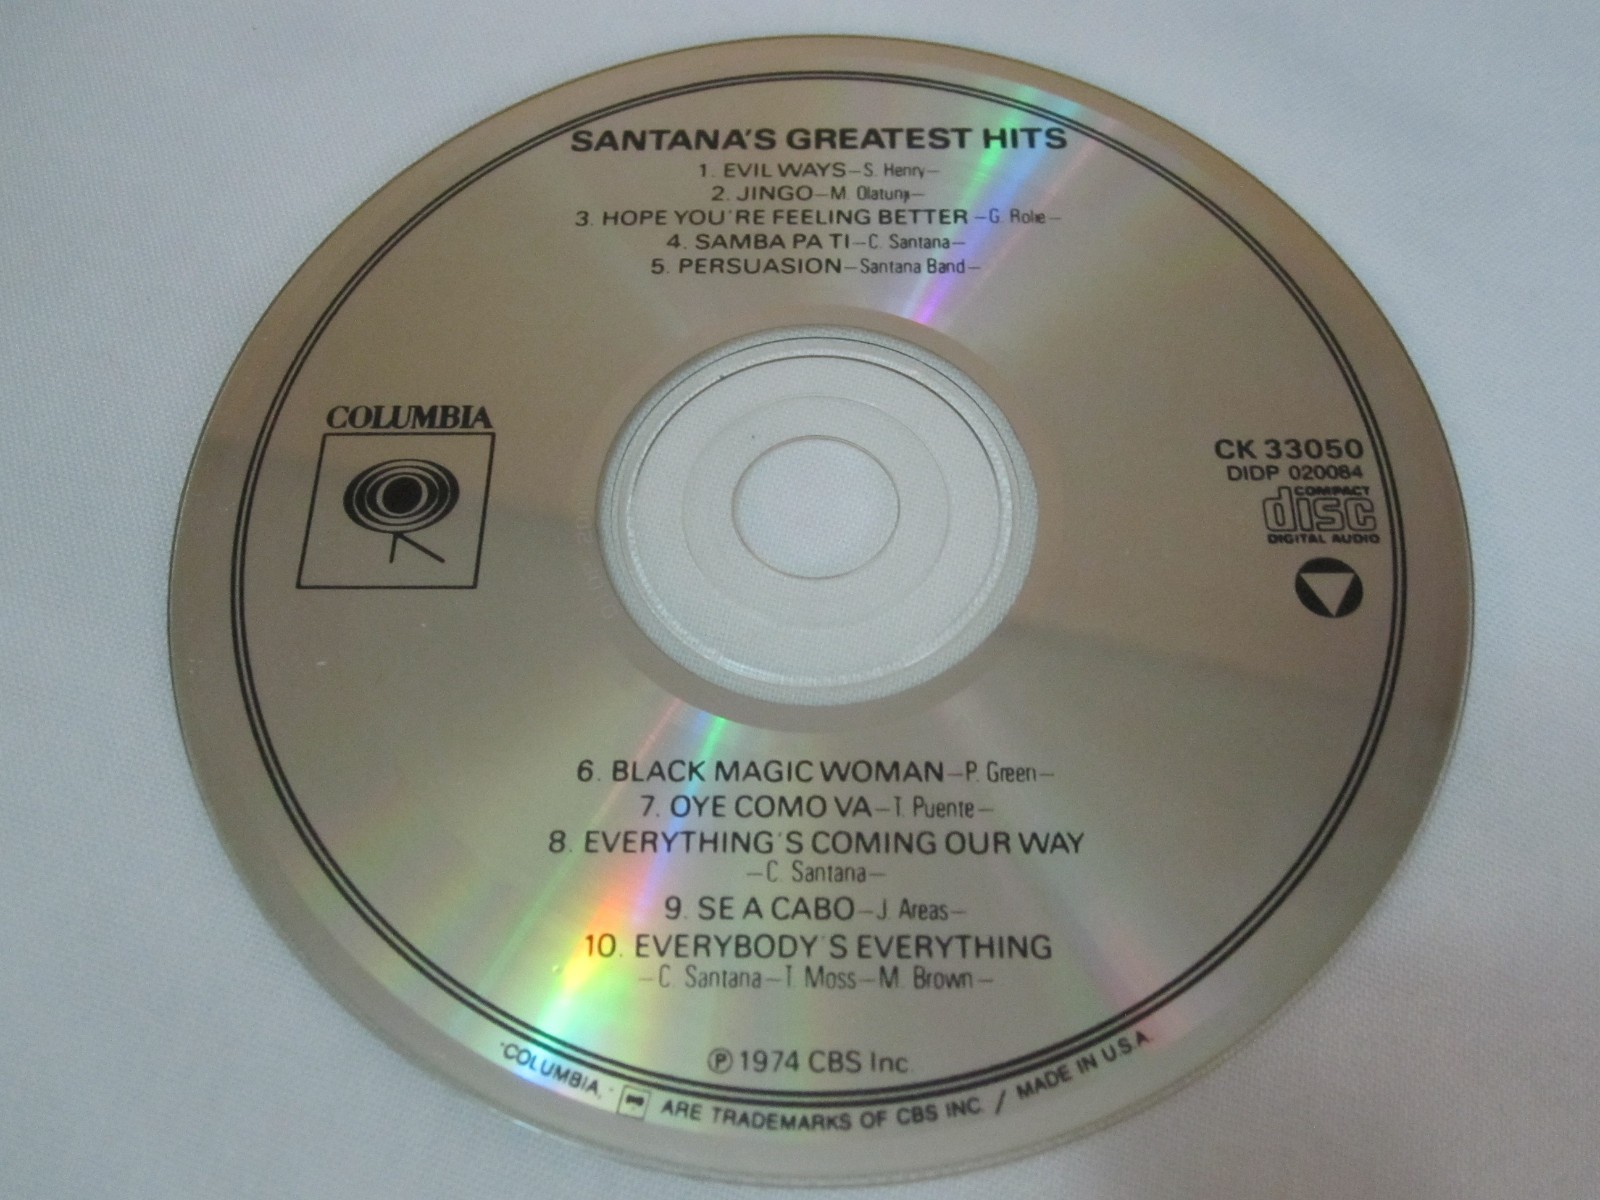 SANTANA'S GREATEST HITS
1. EVIL WAYS–S. Henry–
2. JINGO–M. Olatunji–
3. HOPE YOU'RE FEELING BETTER –G. Rolie–
4. SAMBA PA TI–C. Santana–
5. PERSUASION–Santana Band–
COLUMBIA
CK 33050
DIDP 020084
COMPACT
disc
DIGITAL AUDIO
6. BLACK MAGIC WOMAN–P. Green–
7. OYE COMO VA–T. Puente–
8. EVERYTHING'S COMING OUR WAY
–C. Santana–
9. SE A CABO–J. Areas–
10. EVERYBODY'S EVERYTHING
–C. Santana–T. Moss–M. Brown–
℗ 1974 CBS Inc.
"COLUMBIA," ARE TRADEMARKS OF CBS INC. / MADE IN U.S.A.